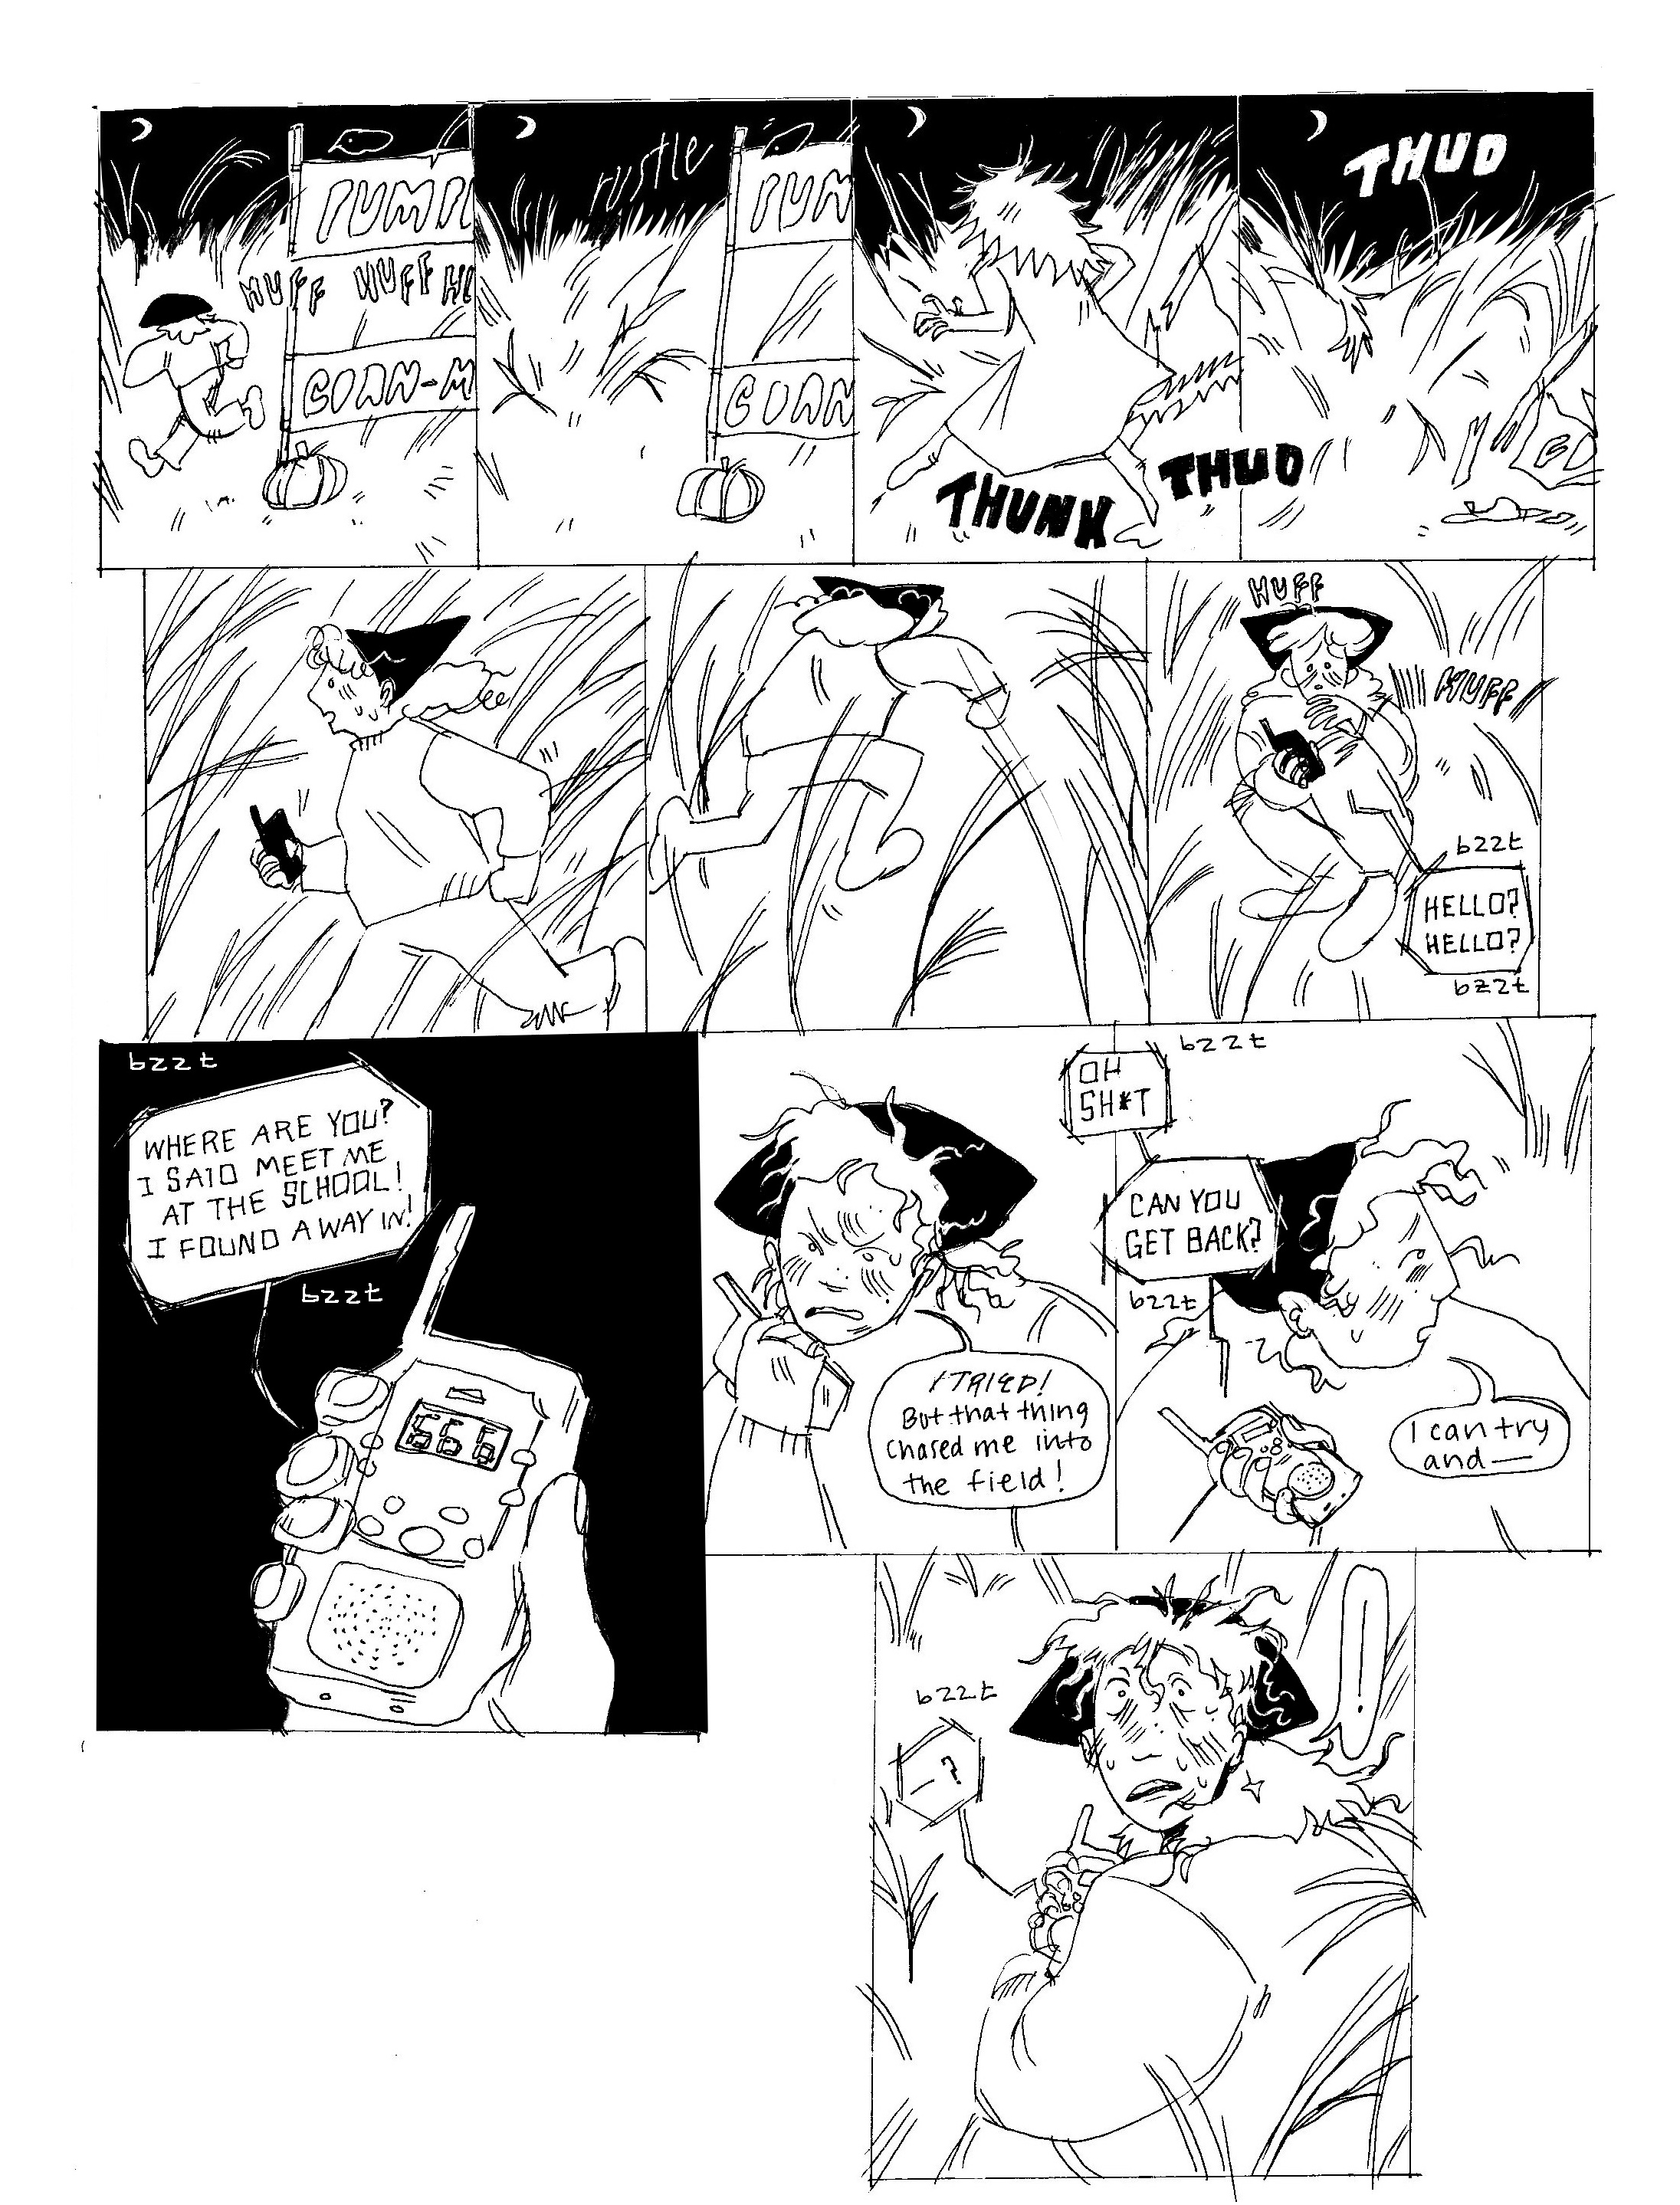 PUMP
HUFF HUFF HU
CORN-M
rustle
PUM
CORN
THUNK
THUD
THUD
HUFF
HUFF
bzzt
HELLO?
HELLO?
bzzt
bzzt
WHERE ARE YOU?
I SAID MEET ME
AT THE SCHOOL!
I FOUND A WAY IN!
bzzt
666
I TRIED!
But that thing
chased me into
the field!
OH
SH*T
bzzt
CAN YOU
GET BACK?
bzzt
I can try
and —
bzzt
— ?
!